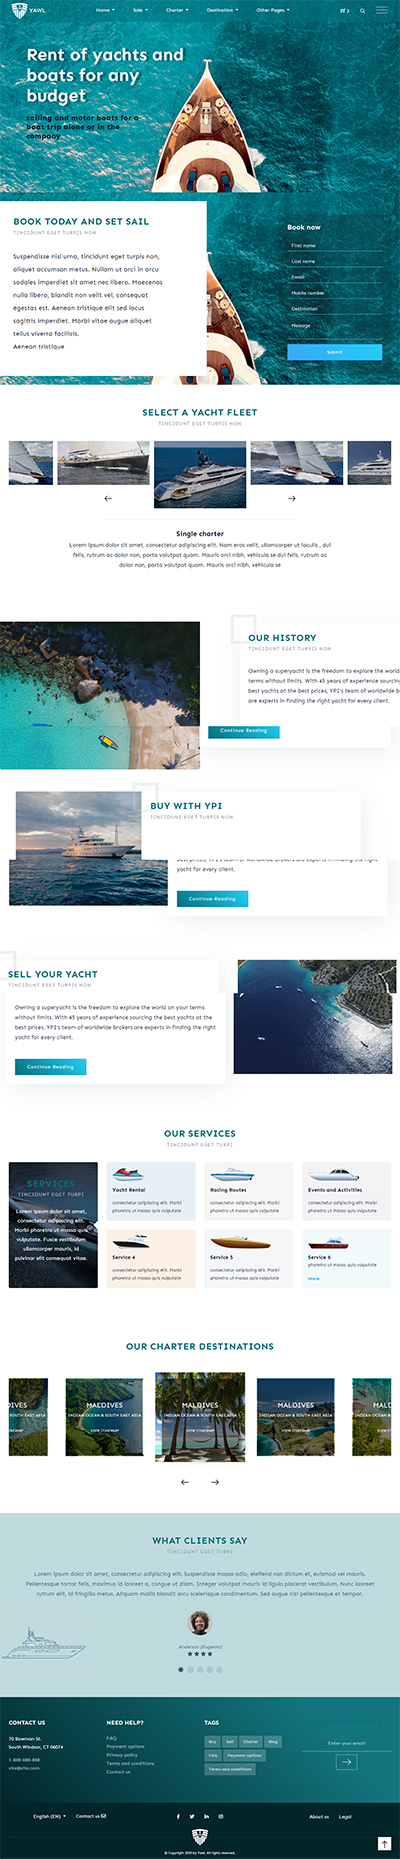 YAWL
Home Sale Charter Destination Other Pages
2
Rent of yachts and
boats for any
budget
sailing and motor boats for a
boat trip alone or in the
company
BOOK TODAY AND SET SAIL
TINCIDUNT EGET TURPIS NON
Suspendisse nisl urna, tincidunt eget turpis non,
aliquet accumsan metus. Nullam ut orci in arcu
sodales imperdiet sit amet nec libero. Maecenas
nulla libero, blandit non velit vel, consequat
egestas est. Aenean tristique elit sed lacus
sagittis imperdiet. Morbi vitae augue aliquet
tellus viverra facilisis.
Aenean tristique
Book now
First name
Last name
Email
Mobile number
Destination
Message
Submit
SELECT A YACHT FLEET
TINCIDUNT EGET TURPIS NON
Single charter
Lorem ipsum dolor sit amet, consectetur adipiscing elit. Nam eros velit, ullamcorper ut iaculis , dui
felis, rutrum ac dolor non, porta volutpat quam. Mauris orci nibh, vehicula se dui felis, rutrum ac
dolor non, porta volutpat quam. Mauris orci nibh, vehicula se
OUR HISTORY
TINCIDUNT EGET TURPIS NON
Owning a superyacht is the freedom to explore the world
terms without limits. With 45 years of experience sourcing
best yachts at the best prices, YPI's team of worldwide b
are experts in finding the right yacht for every client.
Continue Reading
BUY WITH YPI
TINCIDUNT EGET TURPIS NON
best prices, YPI's team of worldwide brokers are experts in finding the right
yacht for every client.
Continue Reading
SELL YOUR YACHT
TINCIDUNT EGET TURPIS NON
Owning a superyacht is the freedom to explore the world on your terms
without limits. With 45 years of experience sourcing the best yachts at the
best prices, YPI's team of worldwide brokers are experts in finding the right
yacht for every client.
Continue Reading
OUR SERVICES
TINCIDUNT EGET TURPI
SERVICES
TINCIDUNT EGET TURPI
Lorem ipsum dolor sit amet,
consectetur adipiscing elit.
Morbi pharetra ut massa quis
vulputate. Fusce vestibulum
ullamcorper mauris, id
pulvinar elit consequat vitae.
Yacht Rental
consectetur adipiscing elit. Morbi
pharetra ut massa quis vulputate
Racing Routes
consectetur adipiscing elit. Morbi
pharetra ut massa quis vulputate
Events and Activities
consectetur adipiscing elit. Morbi
pharetra ut massa quis vulputate
Service 4
consectetur adipiscing elit. Morbi
pharetra ut massa quis vulputate
Service 5
consectetur adipiscing elit. Morbi
pharetra ut massa quis vulputate
Service 6
pharetra ut massa quis vulputate
More
OUR CHARTER DESTINATIONS
DIVES
SOUTH EAST ASIA
MALDIVES
INDIAN OCEAN & SOUTH EAST ASIA
VIEW ITINERARY
MALDIVES
INDIAN OCEAN & SOUTH EAST ASIA
VIEW ITINERARY
MALDIVES
INDIAN OCEAN & SOUTH EAST ASIA
VIEW ITINERARY
MALD
INDIAN OCEAN &
WHAT CLIENTS SAY
TINCIDUNT EGET TURPI
Lorem ipsum dolor sit amet, consectetur adipiscing elit. Suspendisse massa odio, eleifend non dictum et, euismod vel mauris.
Pellentesque tortor felis, maximus id laoreet a, congue ut diam. Integer volutpat mauris id ligula placerat vestibulum. Nunc laoreet
rutrum elit, id fringilla metus. Aliquam mollis blandit arcu scelerisque condimentum. Sed augue nisl pellentesque et tempor.
Anderson (Eugenia)
CONTACT US
70 Bowman St.
South Windsor, CT 06074
1-888-888-888
site@site.com
NEED HELP?
FAQ
Payment options
Privacy policy
Terms and conditions
Contact us
TAGS
Buy Sell Charter Blog
FAQ Payment options
Terms and conditions
Enter your email
English (EN) Contact us
About us Legal
© Copyright 2020 by Yawl. All rights reserved.